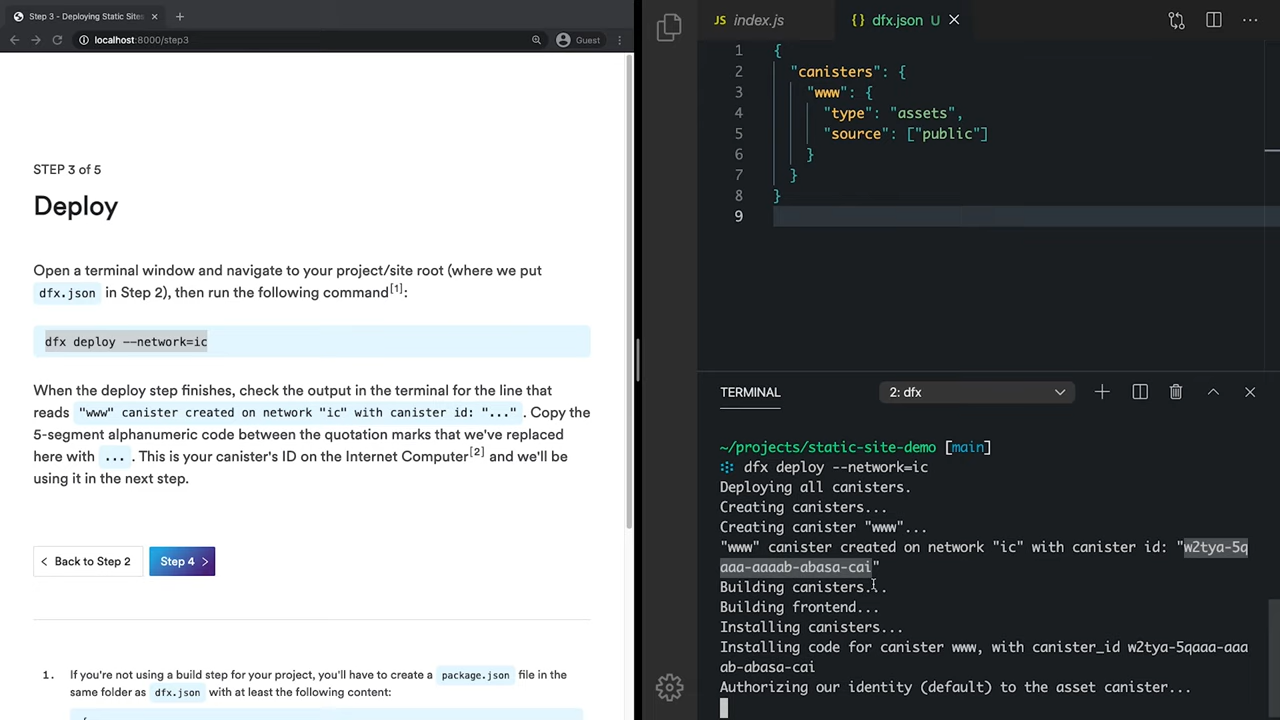 Step 3 - Deploying Static Sites
localhost:8000/step3
Guest
STEP 3 of 5
Deploy
Open a terminal window and navigate to your project/site root (where we put
dfx.json in Step 2), then run the following command[1]:
dfx deploy --network=ic
When the deploy step finishes, check the output in the terminal for the line that
reads "www" canister created on network "ic" with canister id: "..." . Copy the
5-segment alphanumeric code between the quotation marks that we've replaced
here with ... . This is your canister's ID on the Internet Computer[2] and we'll be
using it in the next step.
< Back to Step 2
Step 4 >
1. If you're not using a build step for your project, you'll have to create a package.json file in the
same folder as dfx.json with at least the following content:
JS index.js
{} dfx.json U
1 {
2 "canisters": {
3 "www": {
4 "type": "assets",
5 "source": ["public"]
6 }
7 }
8 }
9
TERMINAL
2: dfx
~/projects/static-site-demo [main]
dfx deploy --network=ic
Deploying all canisters.
Creating canisters...
Creating canister "www"...
"www" canister created on network "ic" with canister id: "w2tya-5q
aaa-aaaab-abasa-cai"
Building canisters...
Building frontend...
Installing canisters...
Installing code for canister www, with canister_id w2tya-5qaaa-aaa
ab-abasa-cai
Authorizing our identity (default) to the asset canister...